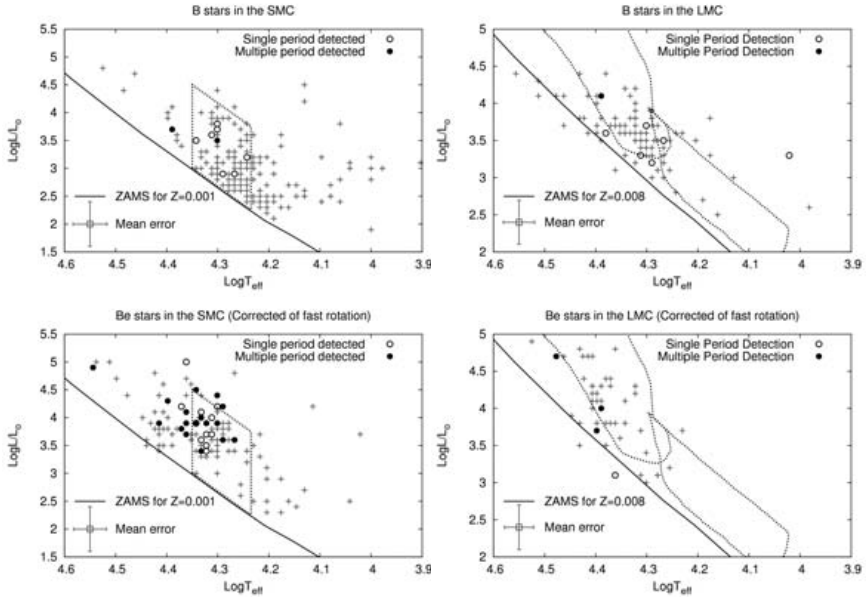 B stars in the SMC
Single period detected
Multiple period detected
LogL/L⊙
5.5
5
4.5
4
3.5
3
2.5
2
1.5
ZAMS for Z=0.001
Mean error
4.6 4.5 4.4 4.3 4.2 4.1 4 3.9
LogTeff
B stars in the LMC
Single Period Detection
Multiple Period Detection
LogL/L⊙
5
4.5
4
3.5
3
2.5
2
ZAMS for Z=0.008
Mean error
4.6 4.5 4.4 4.3 4.2 4.1 4 3.9
LogTeff
Be stars in the SMC (Corrected of fast rotation)
Single period detected
Multiple period detected
LogL/L⊙
5.5
5
4.5
4
3.5
3
2.5
2
1.5
ZAMS for Z=0.001
Mean error
4.6 4.5 4.4 4.3 4.2 4.1 4 3.9
LogTeff
Be stars in the LMC (Corrected of fast rotation)
Single Period Detection
Multiple Period Detection
LogL/L⊙
5
4.5
4
3.5
3
2.5
2
ZAMS for Z=0.008
Mean error
4.6 4.5 4.4 4.3 4.2 4.1 4 3.9
LogTeff